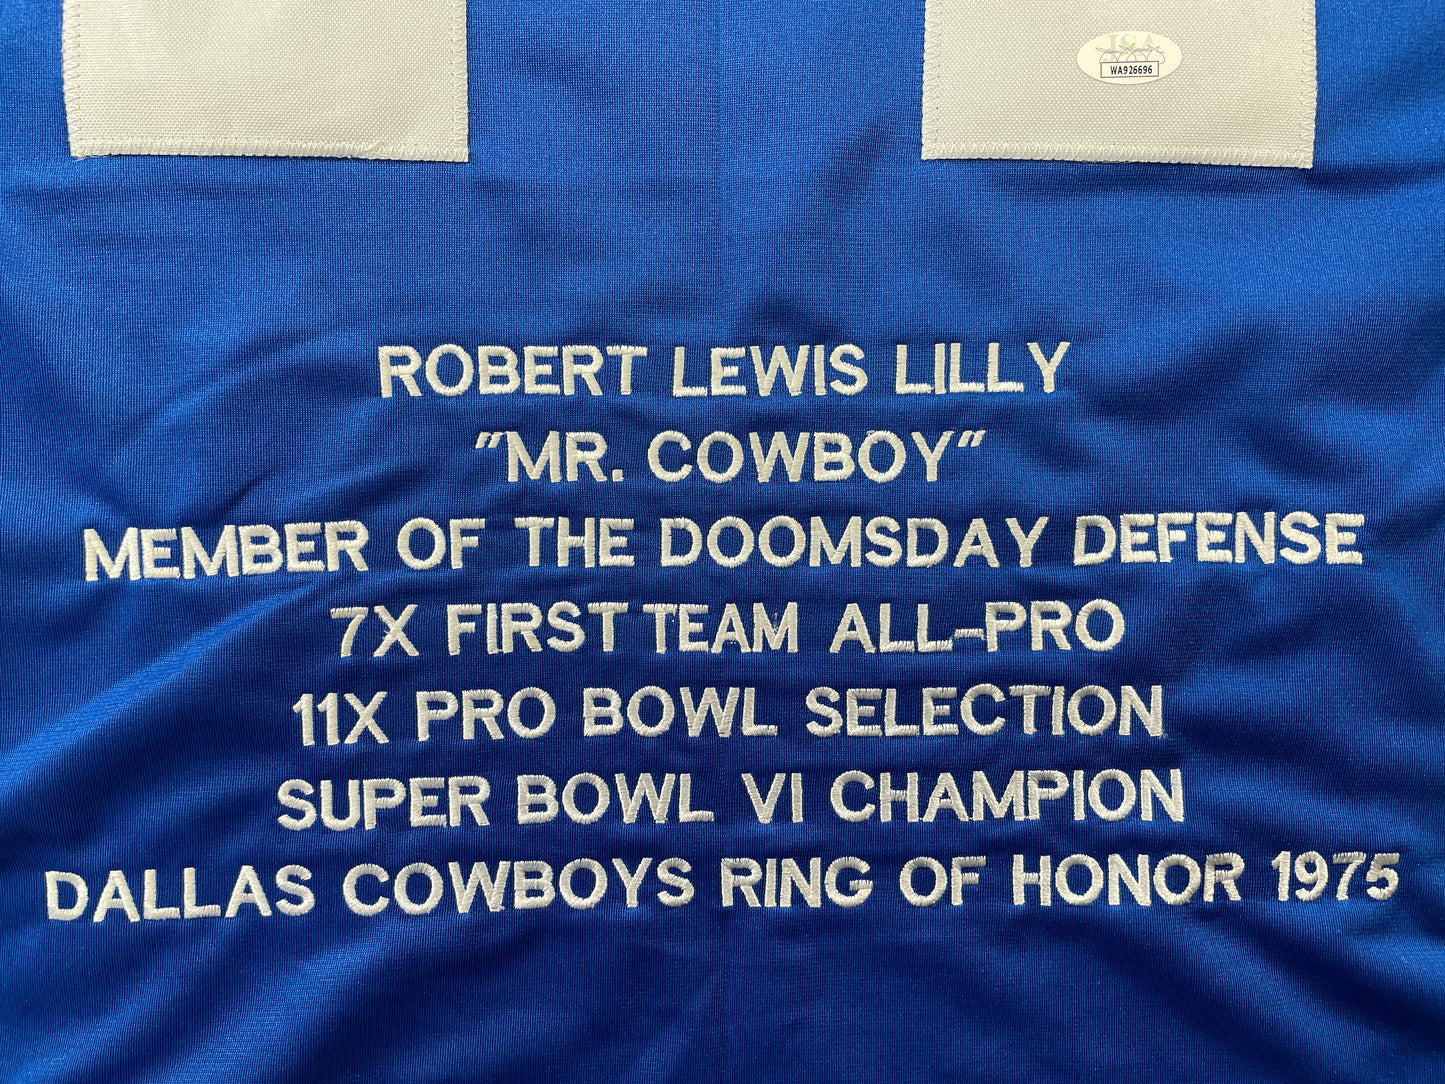 JSA
WA926696
ROBERT LEWIS LILLY
"MR. COWBOY"
MEMBER OF THE DOOMSDAY DEFENSE
7X FIRST TEAM ALL-PRO
11X PRO BOWL SELECTION
SUPER BOWL VI CHAMPION
DALLAS COWBOYS RING OF HONOR 1975